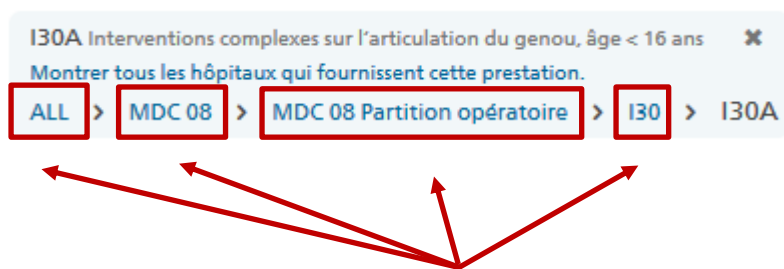 I30A Interventions complexes sur l'articulation du genou, âge < 16 ans ✖
Montrer tous les hôpitaux qui fournissent cette prestation.
ALL > MDC 08 > MDC 08 Partition opératoire > I30 > I30A